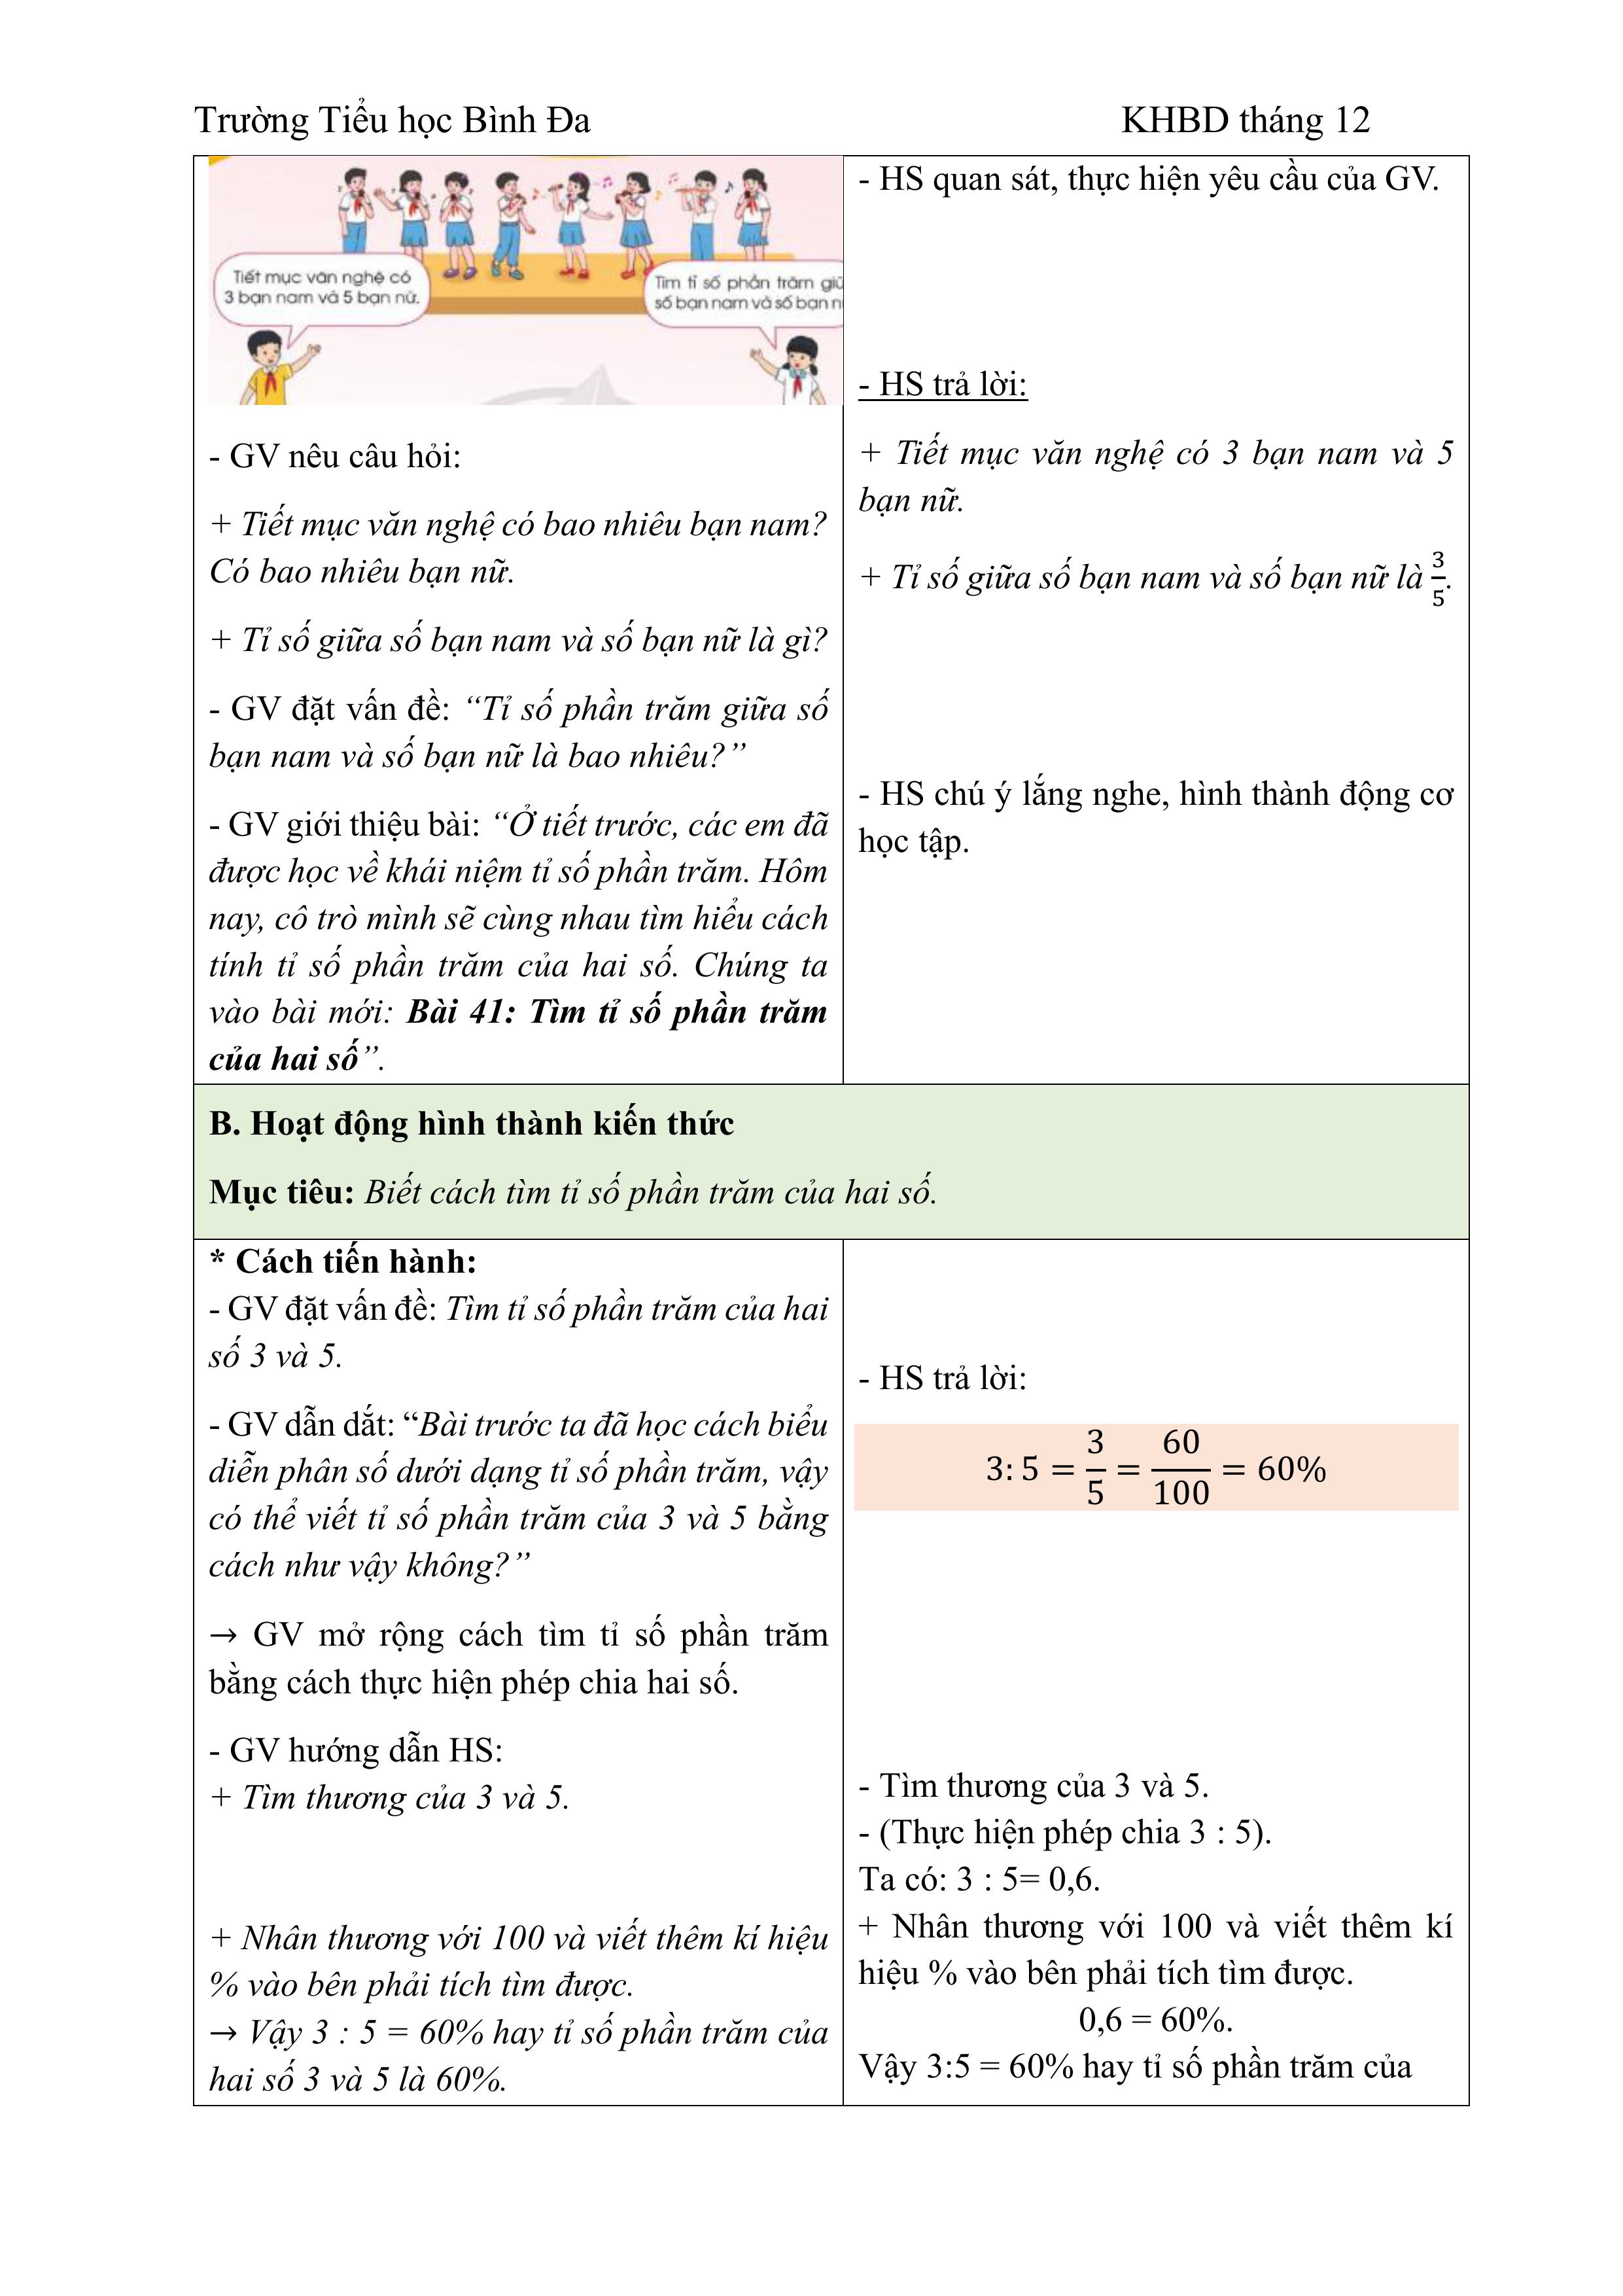 Trường Tiểu học Bình Đa KHBD tháng 12
Tiết mục văn nghệ có
3 bạn nam và 5 bạn nữ.
Tìm tỉ số phần trăm
số bạn nam và số bạn
- GV nêu câu hỏi:
+ Tiết mục văn nghệ có bao nhiêu bạn nam?
Có bao nhiêu bạn nữ.
+ Tỉ số giữa số bạn nam và số bạn nữ là gì?
- GV đặt vấn đề: “Tỉ số phần trăm giữa số
bạn nam và số bạn nữ là bao nhiêu?”
- GV giới thiệu bài: “Ở tiết trước, các em đã
được học về khái niệm tỉ số phần trăm. Hôm
nay, cô trò mình sẽ cùng nhau tìm hiểu cách
tính tỉ số phần trăm của hai số. Chúng ta
vào bài mới: Bài 41: Tìm tỉ số phần trăm
của hai số”.
- HS quan sát, thực hiện yêu cầu của GV.
- HS trả lời:
+ Tiết mục văn nghệ có 3 bạn nam và 5
bạn nữ.
+ Tỉ số giữa số bạn nam và số bạn nữ là 3/5.
- HS chú ý lắng nghe, hình thành động cơ
học tập.
B. Hoạt động hình thành kiến thức
Mục tiêu: Biết cách tìm tỉ số phần trăm của hai số.
* Cách tiến hành:
- GV đặt vấn đề: Tìm tỉ số phần trăm của hai
số 3 và 5.
- GV dẫn dắt: “Bài trước ta đã học cách biểu
diễn phân số dưới dạng tỉ số phần trăm, vậy
có thể viết tỉ số phần trăm của 3 và 5 bằng
cách như vậy không?”
→ GV mở rộng cách tìm tỉ số phần trăm
bằng cách thực hiện phép chia hai số.
- GV hướng dẫn HS:
+ Tìm thương của 3 và 5.
+ Nhân thương với 100 và viết thêm kí hiệu
% vào bên phải tích tìm được.
→ Vậy 3 : 5 = 60% hay tỉ số phần trăm của
hai số 3 và 5 là 60%.
- HS trả lời:
3: 5 = 3/5 = 60/100 = 60%
- Tìm thương của 3 và 5.
- (Thực hiện phép chia 3 : 5).
Ta có: 3 : 5= 0,6.
+ Nhân thương với 100 và viết thêm kí
hiệu % vào bên phải tích tìm được.
0,6 = 60%.
Vậy 3:5 = 60% hay tỉ số phần trăm của